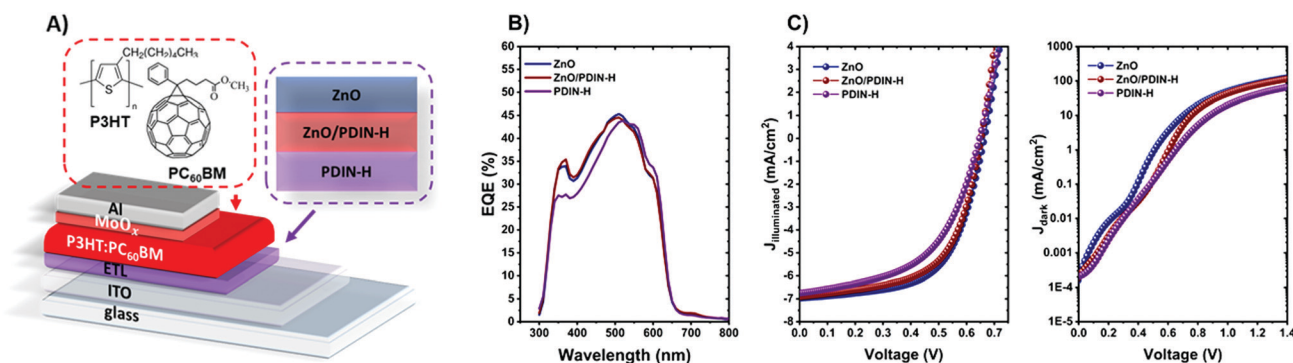 A)
CH₂(CH₂)₄CH₃
S
n
P3HT
O
O
CH₃
PC₆₀BM
ZnO
ZnO/PDIN-H
PDIN-H
Al
MoOₓ
P3HT:PC₆₀BM
ETL
ITO
glass
B)
60
55
50
45
40
35
30
25
20
15
10
5
0
EQE (%)
ZnO
ZnO/PDIN-H
PDIN-H
300 400 500 600 700 800
Wavelength (nm)
C)
4
3
2
1
0
-1
-2
-3
-4
-5
-6
-7
-8
J_illuminated (mA/cm²)
ZnO
ZnO/PDIN-H
PDIN-H
0.0 0.1 0.2 0.3 0.4 0.5 0.6 0.7
Voltage (V)
1000
100
10
1
0.1
0.01
0.001
1E-4
1E-5
J_dark (mA/cm²)
ZnO
ZnO/PDIN-H
PDIN-H
0.0 0.2 0.4 0.6 0.8 1.0 1.2 1.4
Voltage (V)